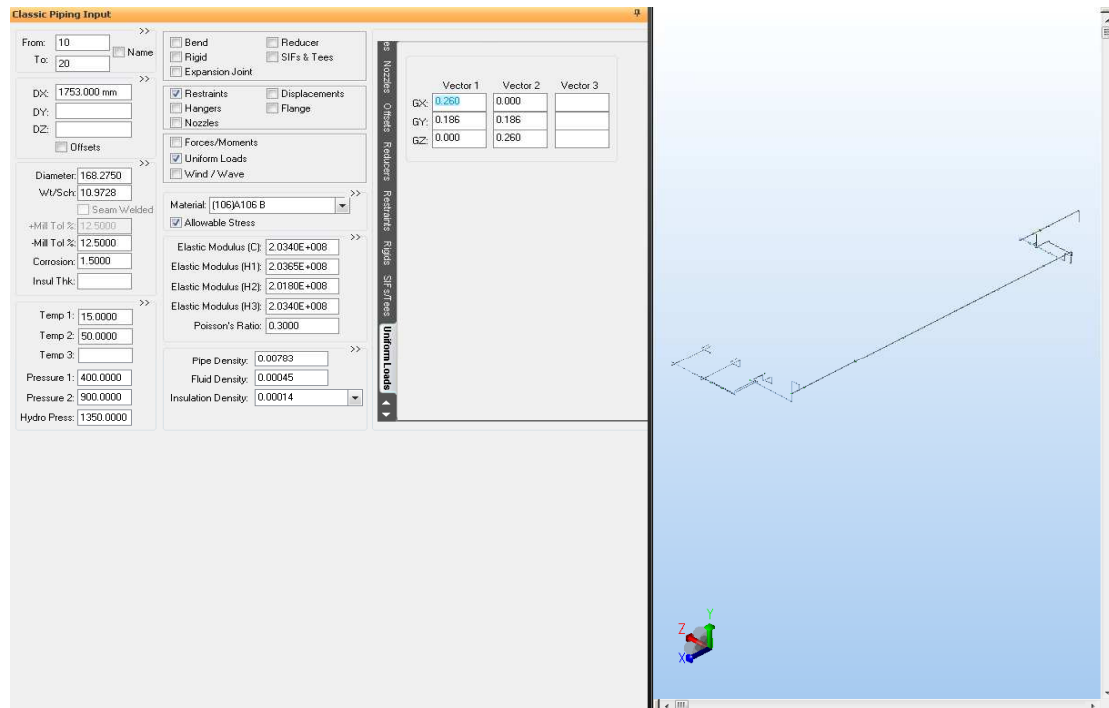 Classic Piping Input
>>
From: 10
To: 20
Name
>>
DX: 1753.000 mm
DY:
DZ:
Offsets
>>
Diameter: 168.2750
Wt/Sch: 10.9728
Seam Welded
+Mill Tol %: 12.5000
-Mill Tol %: 12.5000
Corrosion: 1.5000
Insul Thk:
>>
Temp 1: 15.0000
Temp 2: 50.0000
Temp 3:
Pressure 1: 400.0000
Pressure 2: 900.0000
Hydro Press: 1350.0000
Bend Reducer
Rigid SIFs & Tees
Expansion Joint
Restraints Displacements
Hangers Flange
Nozzles
Forces/Moments
Uniform Loads
Wind / Wave
>>
Material: (106)A106 B
Allowable Stress
>>
Elastic Modulus (C): 2.0340E+008
Elastic Modulus (H1): 2.0365E+008
Elastic Modulus (H2): 2.0180E+008
Elastic Modulus (H3): 2.0340E+008
Poisson's Ratio: 0.3000
>>
Pipe Density: 0.00783
Fluid Density: 0.00045
Insulation Density: 0.00014
es
Nozzles
Offsets
Reducers
Restraints
Rigids
SIFs/Tees
Uniform Loads
Vector 1 Vector 2 Vector 3
GX: 0.260 0.000
GY: 0.186 0.186
GZ: 0.000 0.260
Y
Z
X